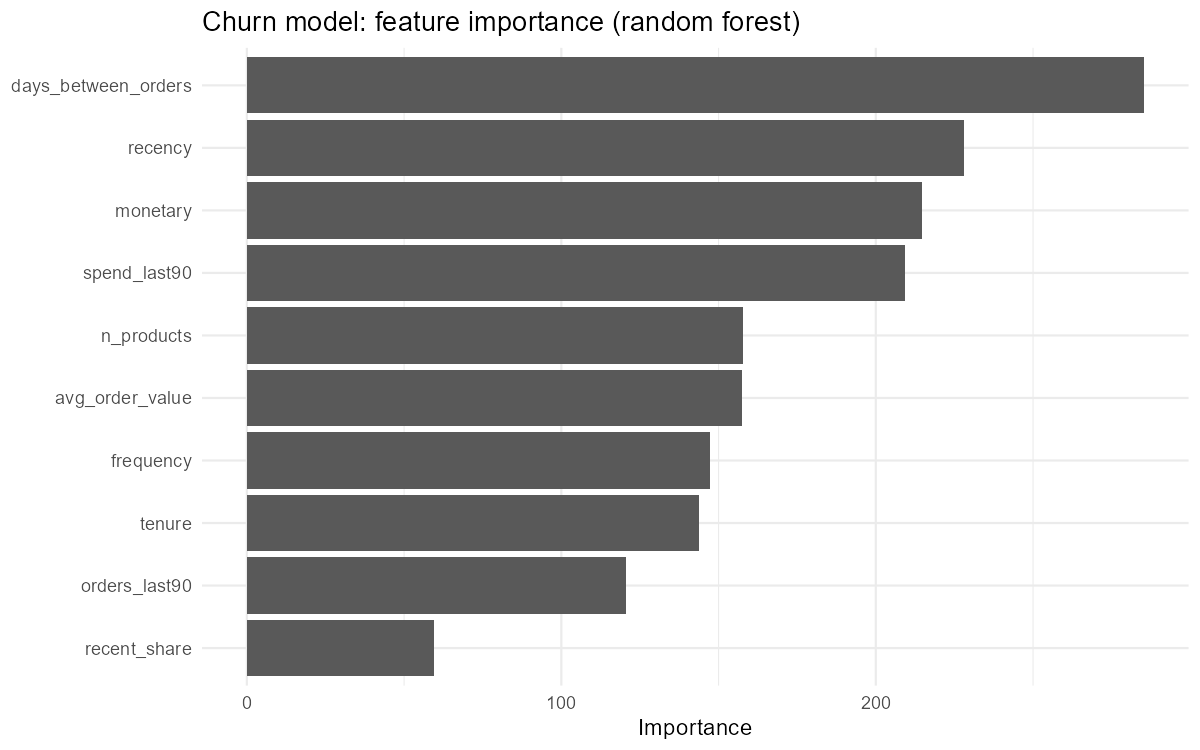 Churn model: feature importance (random forest)
days_between_orders
recency
monetary
spend_last90
n_products
avg_order_value
frequency
tenure
orders_last90
recent_share
0 100 200
Importance